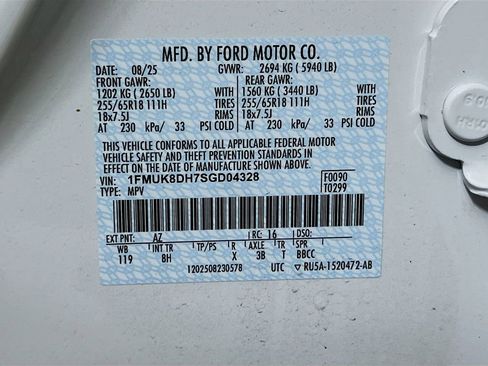 MFD. BY FORD MOTOR CO.
DATE: 08/25 GVWR: 2694 KG ( 5940 LB)
FRONT GAWR: REAR GAWR:
1202 KG ( 2650 LB) WITH 1560 KG ( 3440 LB) WITH
255/65R18 111H TIRES 255/65R18 111H TIRES
18x7.5J RIMS 18x7.5J RIMS
AT 230 kPa/ 33 PSI COLD AT 230 kPa/ 33 PSI COLD
THIS VEHICLE CONFORMS TO ALL APPLICABLE FEDERAL MOTOR
VEHICLE SAFETY AND THEFT PREVENTION STANDARDS IN
EFFECT ON THE DATE OF MANUFACTURE SHOWN ABOVE.
VIN: 1FMUK8DH7SGD04328 F0090
TYPE: MPV T0299
EXT PNT: AZ RC: 16 DSO:
WB INT TR TP/PS R AXLE TR SPR
119 BH X 3B T BBCC
1202508230578 UTC RU5A-1520472-AB